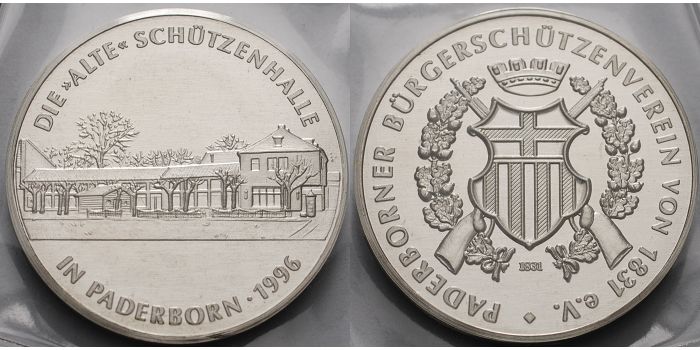 DIE »ALTE« SCHÜTZENHALLE
IN PADERBORN · 1996
PADERBORNER BÜRGERSCHÜTZENVEREIN VON 1831 e.V.
1831